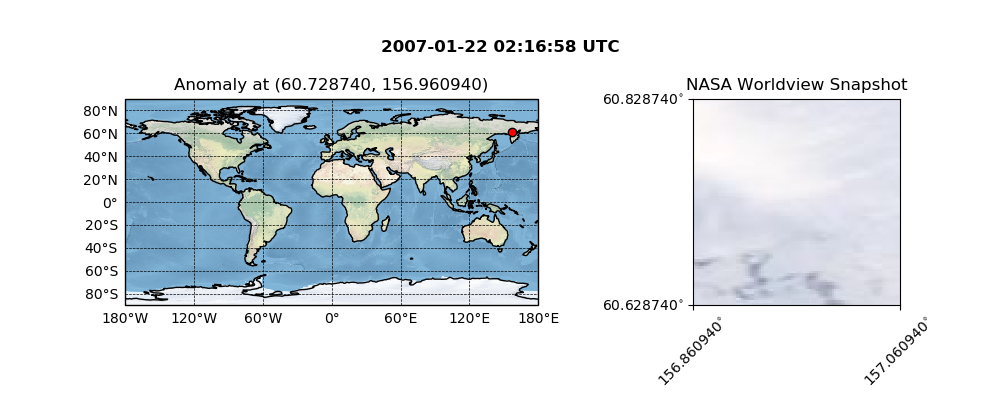 2007-01-22 02:16:58 UTC
Anomaly at (60.728740, 156.960940)
80°N
60°N
40°N
20°N
0°
20°S
40°S
60°S
80°S
180°W 120°W 60°W 0° 60°E 120°E 180°E
NASA Worldview Snapshot
60.828740°
60.628740°
156.860940°
157.060940°